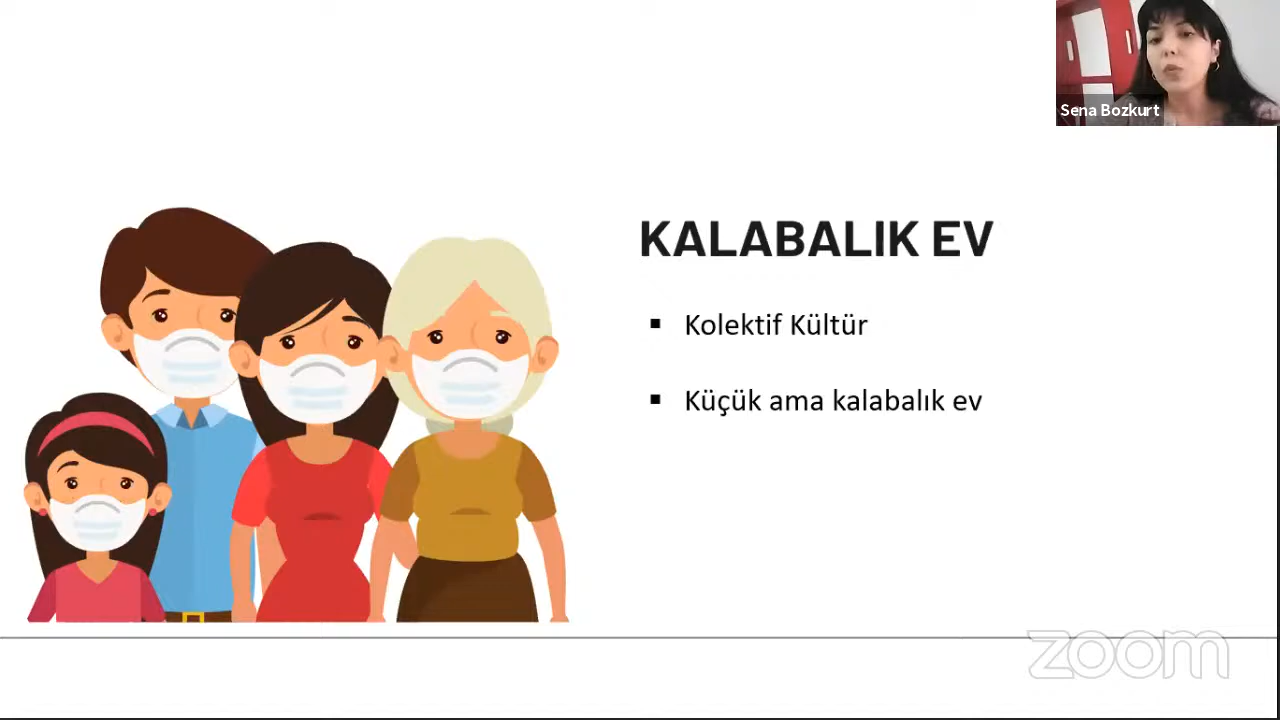 Sena Bozkurt
KALABALIK EV
▪ Kolektif Kültür
▪ Küçük ama kalabalık ev
zoom